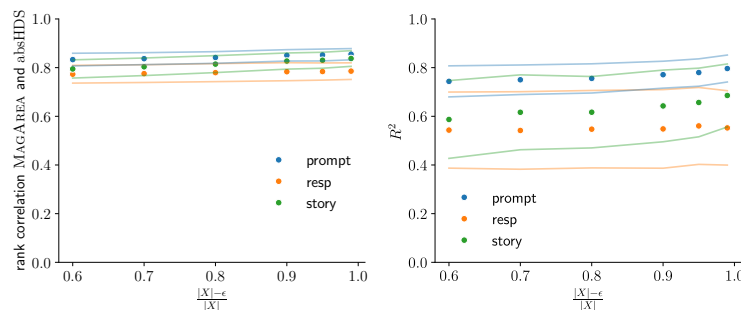 rank correlation MAGAREA and absHDS
1.0
0.8
0.6
0.4
0.2
0.0
prompt
resp
story
0.6 0.7 0.8 0.9 1.0
|X|−ϵ
|X|
R²
1.0
0.8
0.6
0.4
0.2
0.0
prompt
resp
story
0.6 0.7 0.8 0.9 1.0
|X|−ϵ
|X|